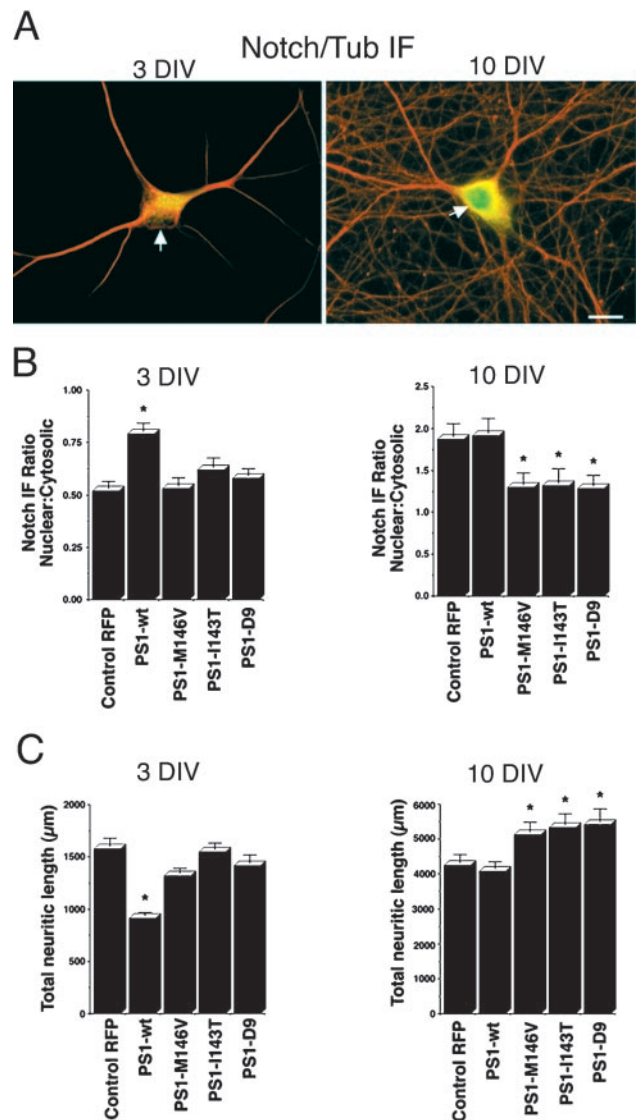 A
Notch/Tub IF
3 DIV
10 DIV
B
3 DIV
Notch IF Ratio
Nuclear:Cytosolic
1.00
0.75
0.50
0.25
0.00
*
Control RFP
PS1-wt
PS1-M146V
PS1-I143T
PS1-D9
10 DIV
Notch IF Ratio
Nuclear:Cytosolic
2.5
2.0
1.5
1.0
0.5
0.0
* * *
Control RFP
PS1-wt
PS1-M146V
PS1-I143T
PS1-D9
C
3 DIV
Total neuritic length (µm)
2000
1500
1000
500
0
*
Control RFP
PS1-wt
PS1-M146V
PS1-I143T
PS1-D9
10 DIV
Total neuritic length (µm)
6000
5000
4000
3000
2000
1000
0
* * *
Control RFP
PS1-wt
PS1-M146V
PS1-I143T
PS1-D9